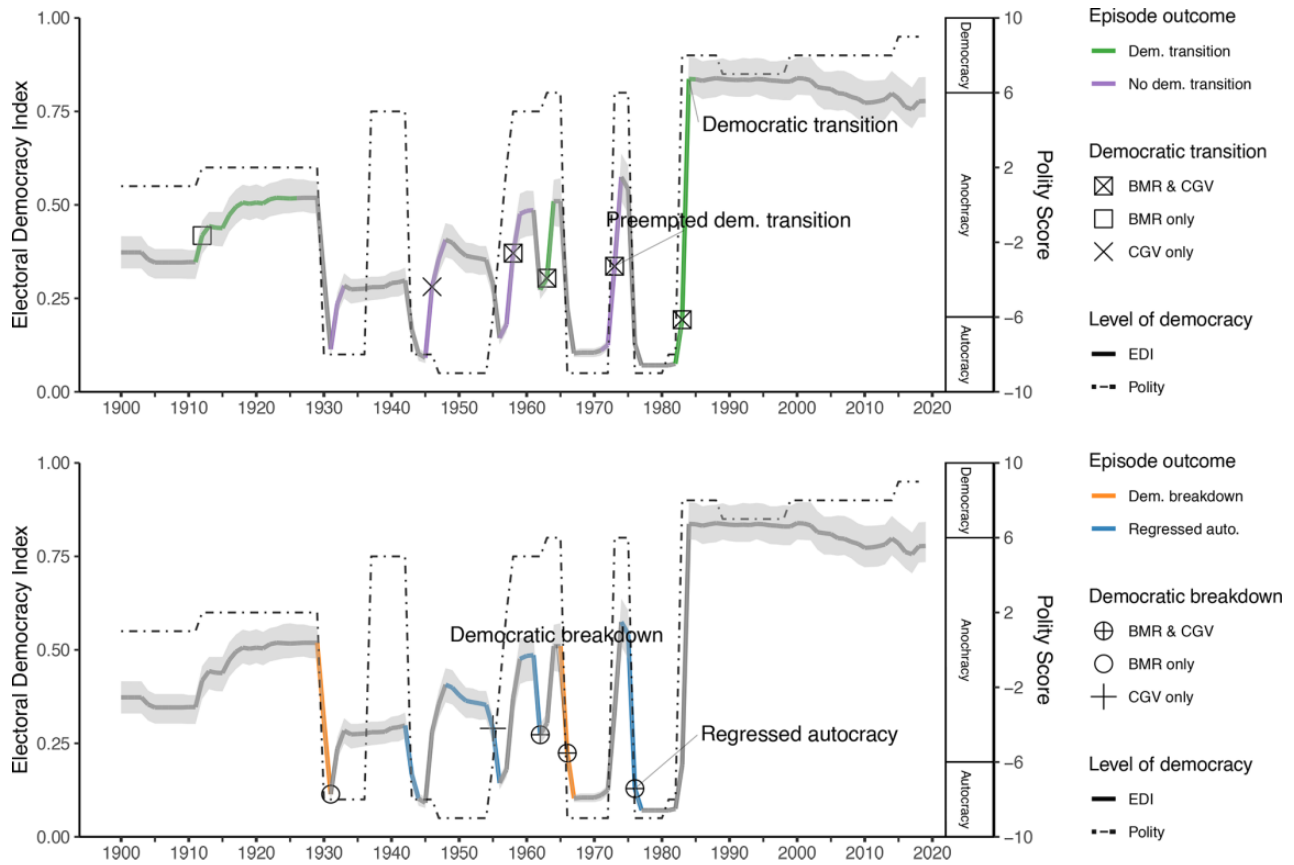 1.00
0.75
0.50
0.25
0.00
Electoral Democracy Index
1900 1910 1920 1930 1940 1950 1960 1970 1980 1990 2000 2010 2020
Democratic transition
Preempted dem. transition
10
6
2
−2
−6
−10
Polity Score
Democracy
Anochracy
Autocracy
Episode outcome
Dem. transition
No dem. transition
Democratic transition
BMR & CGV
BMR only
CGV only
Level of democracy
EDI
Polity
1.00
0.75
0.50
0.25
0.00
Electoral Democracy Index
1900 1910 1920 1930 1940 1950 1960 1970 1980 1990 2000 2010 2020
Democratic breakdown
Regressed autocracy
10
6
2
−2
−6
−10
Polity Score
Democracy
Anochracy
Autocracy
Episode outcome
Dem. breakdown
Regressed auto.
Democratic breakdown
BMR & CGV
BMR only
CGV only
Level of democracy
EDI
Polity